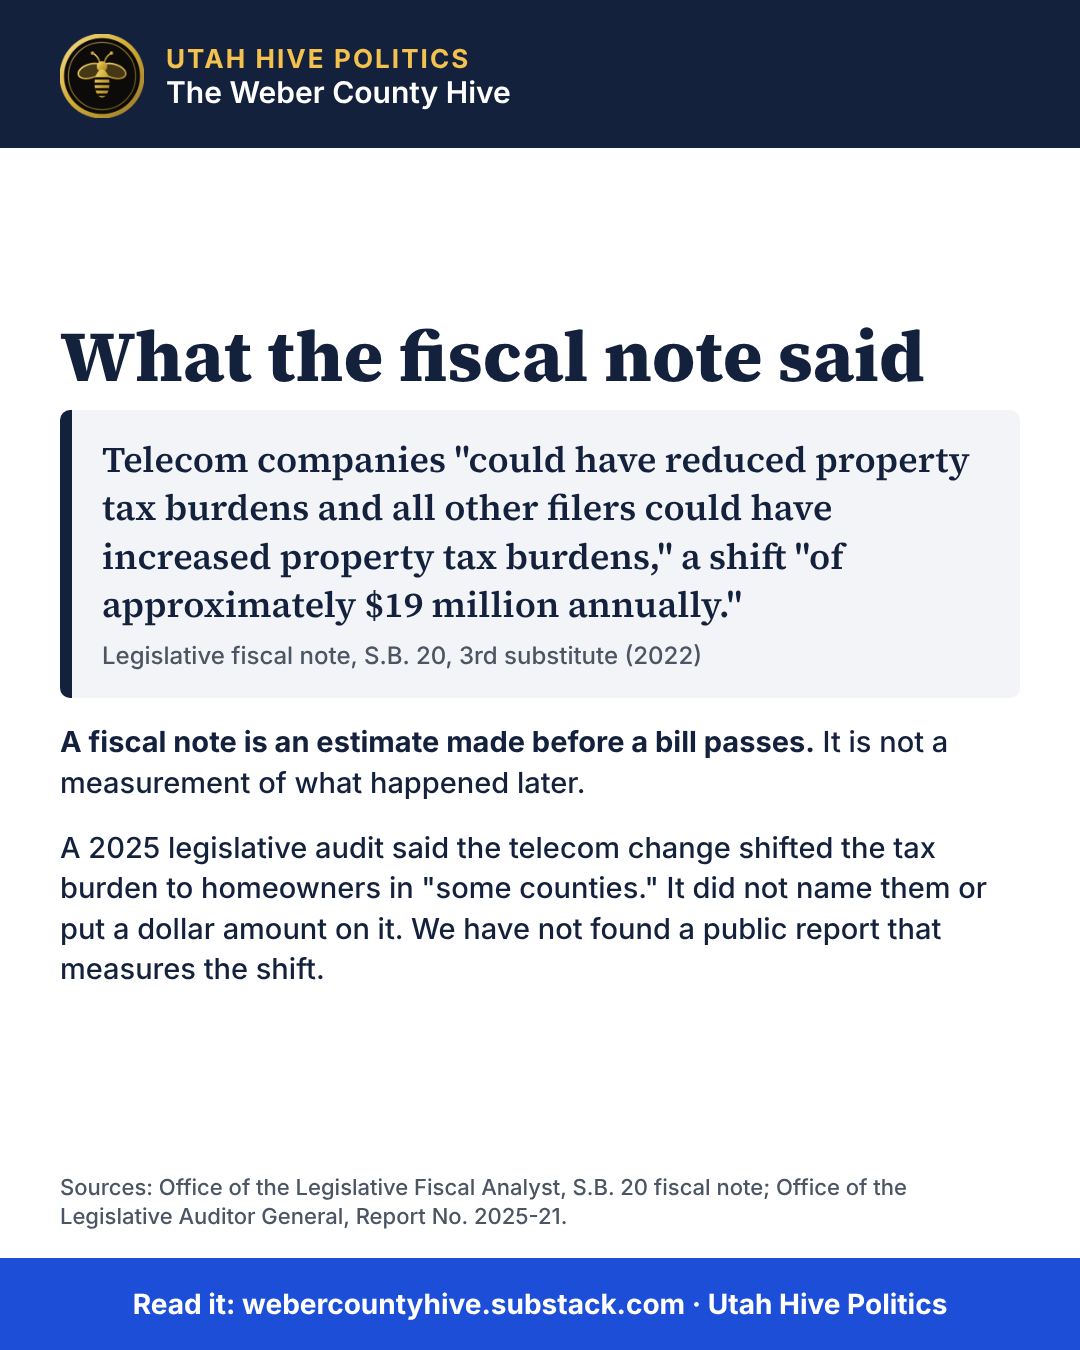 UTAH HIVE POLITICS
The Weber County Hive
What the fiscal note said
Telecom companies "could have reduced property
tax burdens and all other filers could have
increased property tax burdens," a shift "of
approximately $19 million annually."
Legislative fiscal note, S.B. 20, 3rd substitute (2022)
A fiscal note is an estimate made before a bill passes. It is not a
measurement of what happened later.
A 2025 legislative audit said the telecom change shifted the tax
burden to homeowners in "some counties." It did not name them or
put a dollar amount on it. We have not found a public report that
measures the shift.
Sources: Office of the Legislative Fiscal Analyst, S.B. 20 fiscal note; Office of the
Legislative Auditor General, Report No. 2025-21.
Read it: webercountyhive.substack.com · Utah Hive Politics